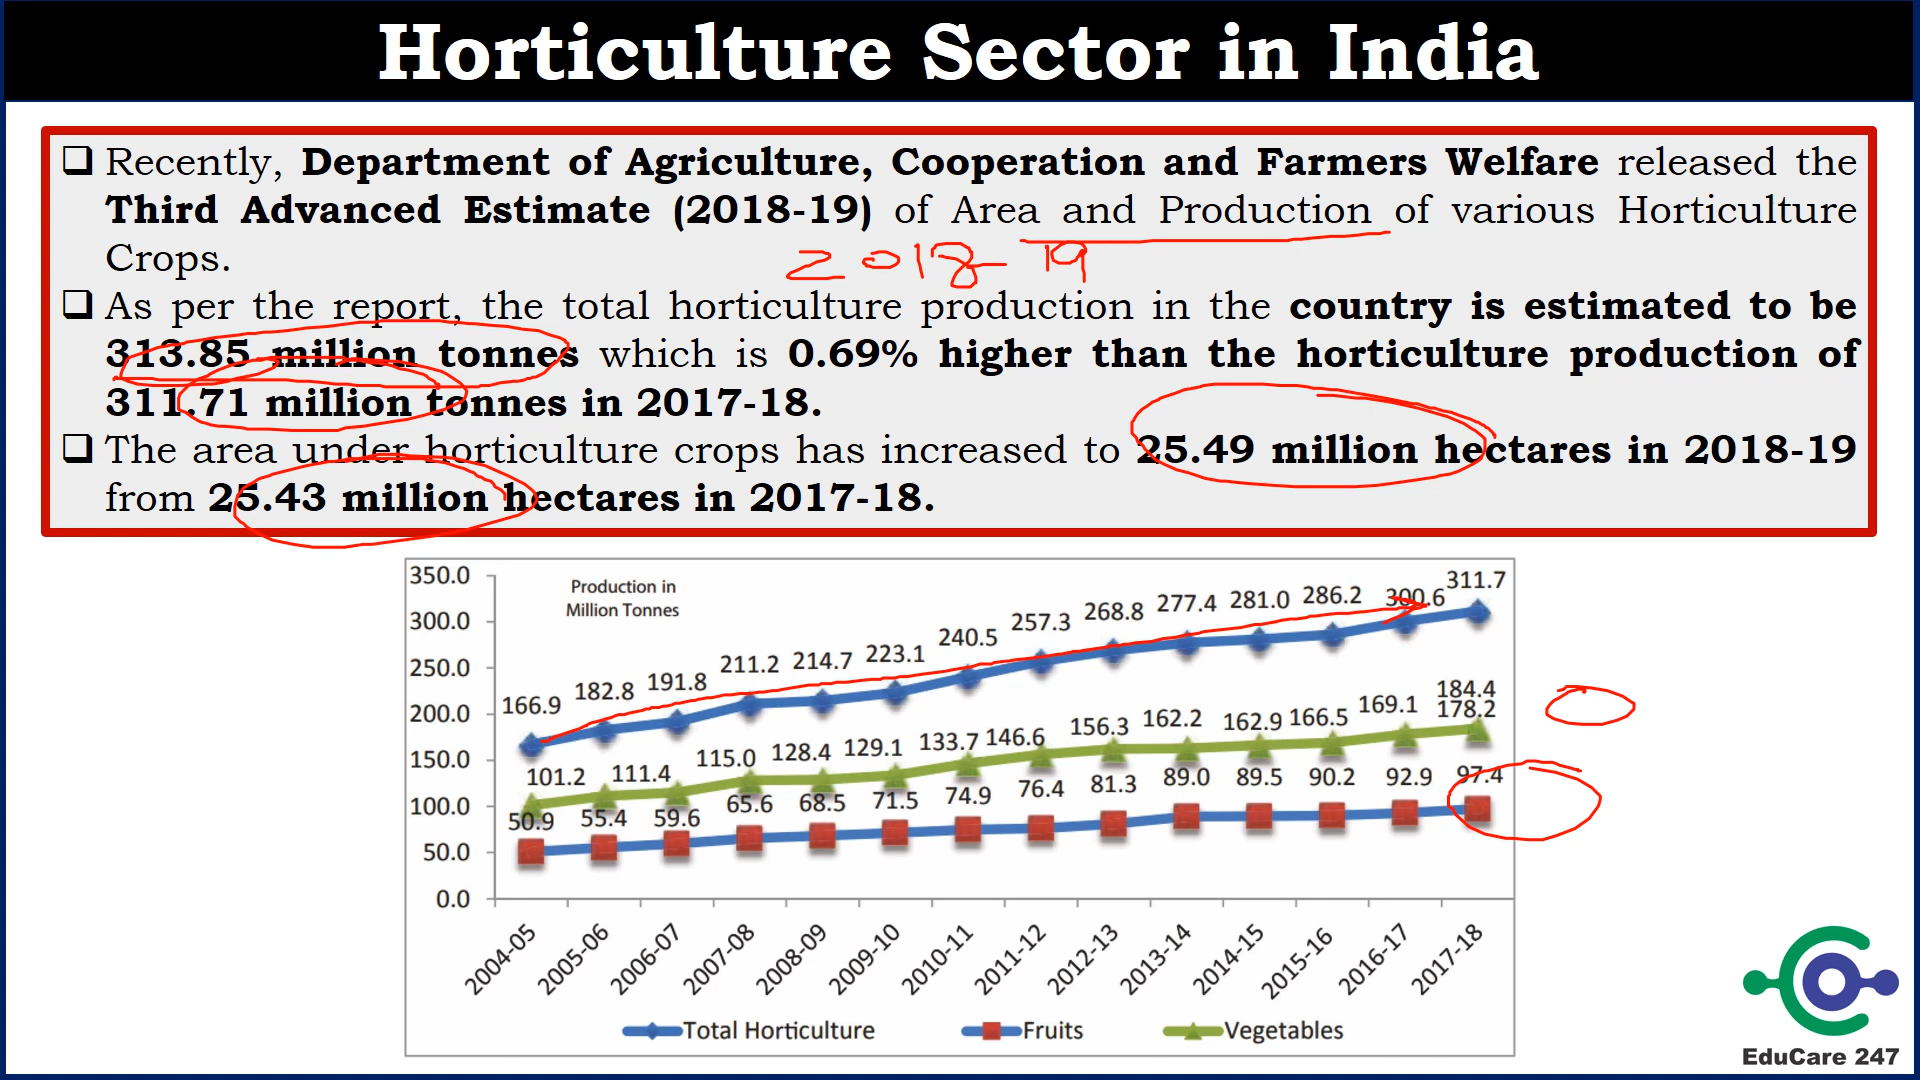 Horticulture Sector in India
❑ Recently, Department of Agriculture, Cooperation and Farmers Welfare released the
Third Advanced Estimate (2018-19) of Area and Production of various Horticulture
Crops.
2018-19
❑ As per the report, the total horticulture production in the country is estimated to be
313.85 million tonnes which is 0.69% higher than the horticulture production of
311.71 million tonnes in 2017-18.
❑ The area under horticulture crops has increased to 25.49 million hectares in 2018-19
from 25.43 million hectares in 2017-18.
Production in
Million Tonnes
350.0
300.0
250.0
200.0
150.0
100.0
50.0
0.0
166.9 182.8 191.8 211.2 214.7 223.1 240.5 257.3 268.8 277.4 281.0 286.2 300.6 311.7
101.2 111.4 115.0 128.4 129.1 133.7 146.6 156.3 162.2 162.9 166.5 169.1 178.2 184.4
50.9 55.4 59.6 65.6 68.5 71.5 74.9 76.4 81.3 89.0 89.5 90.2 92.9 97.4
2004-05 2005-06 2006-07 2007-08 2008-09 2009-10 2010-11 2011-12 2012-13 2013-14 2014-15 2015-16 2016-17 2017-18
Total Horticulture Fruits Vegetables
EduCare 247